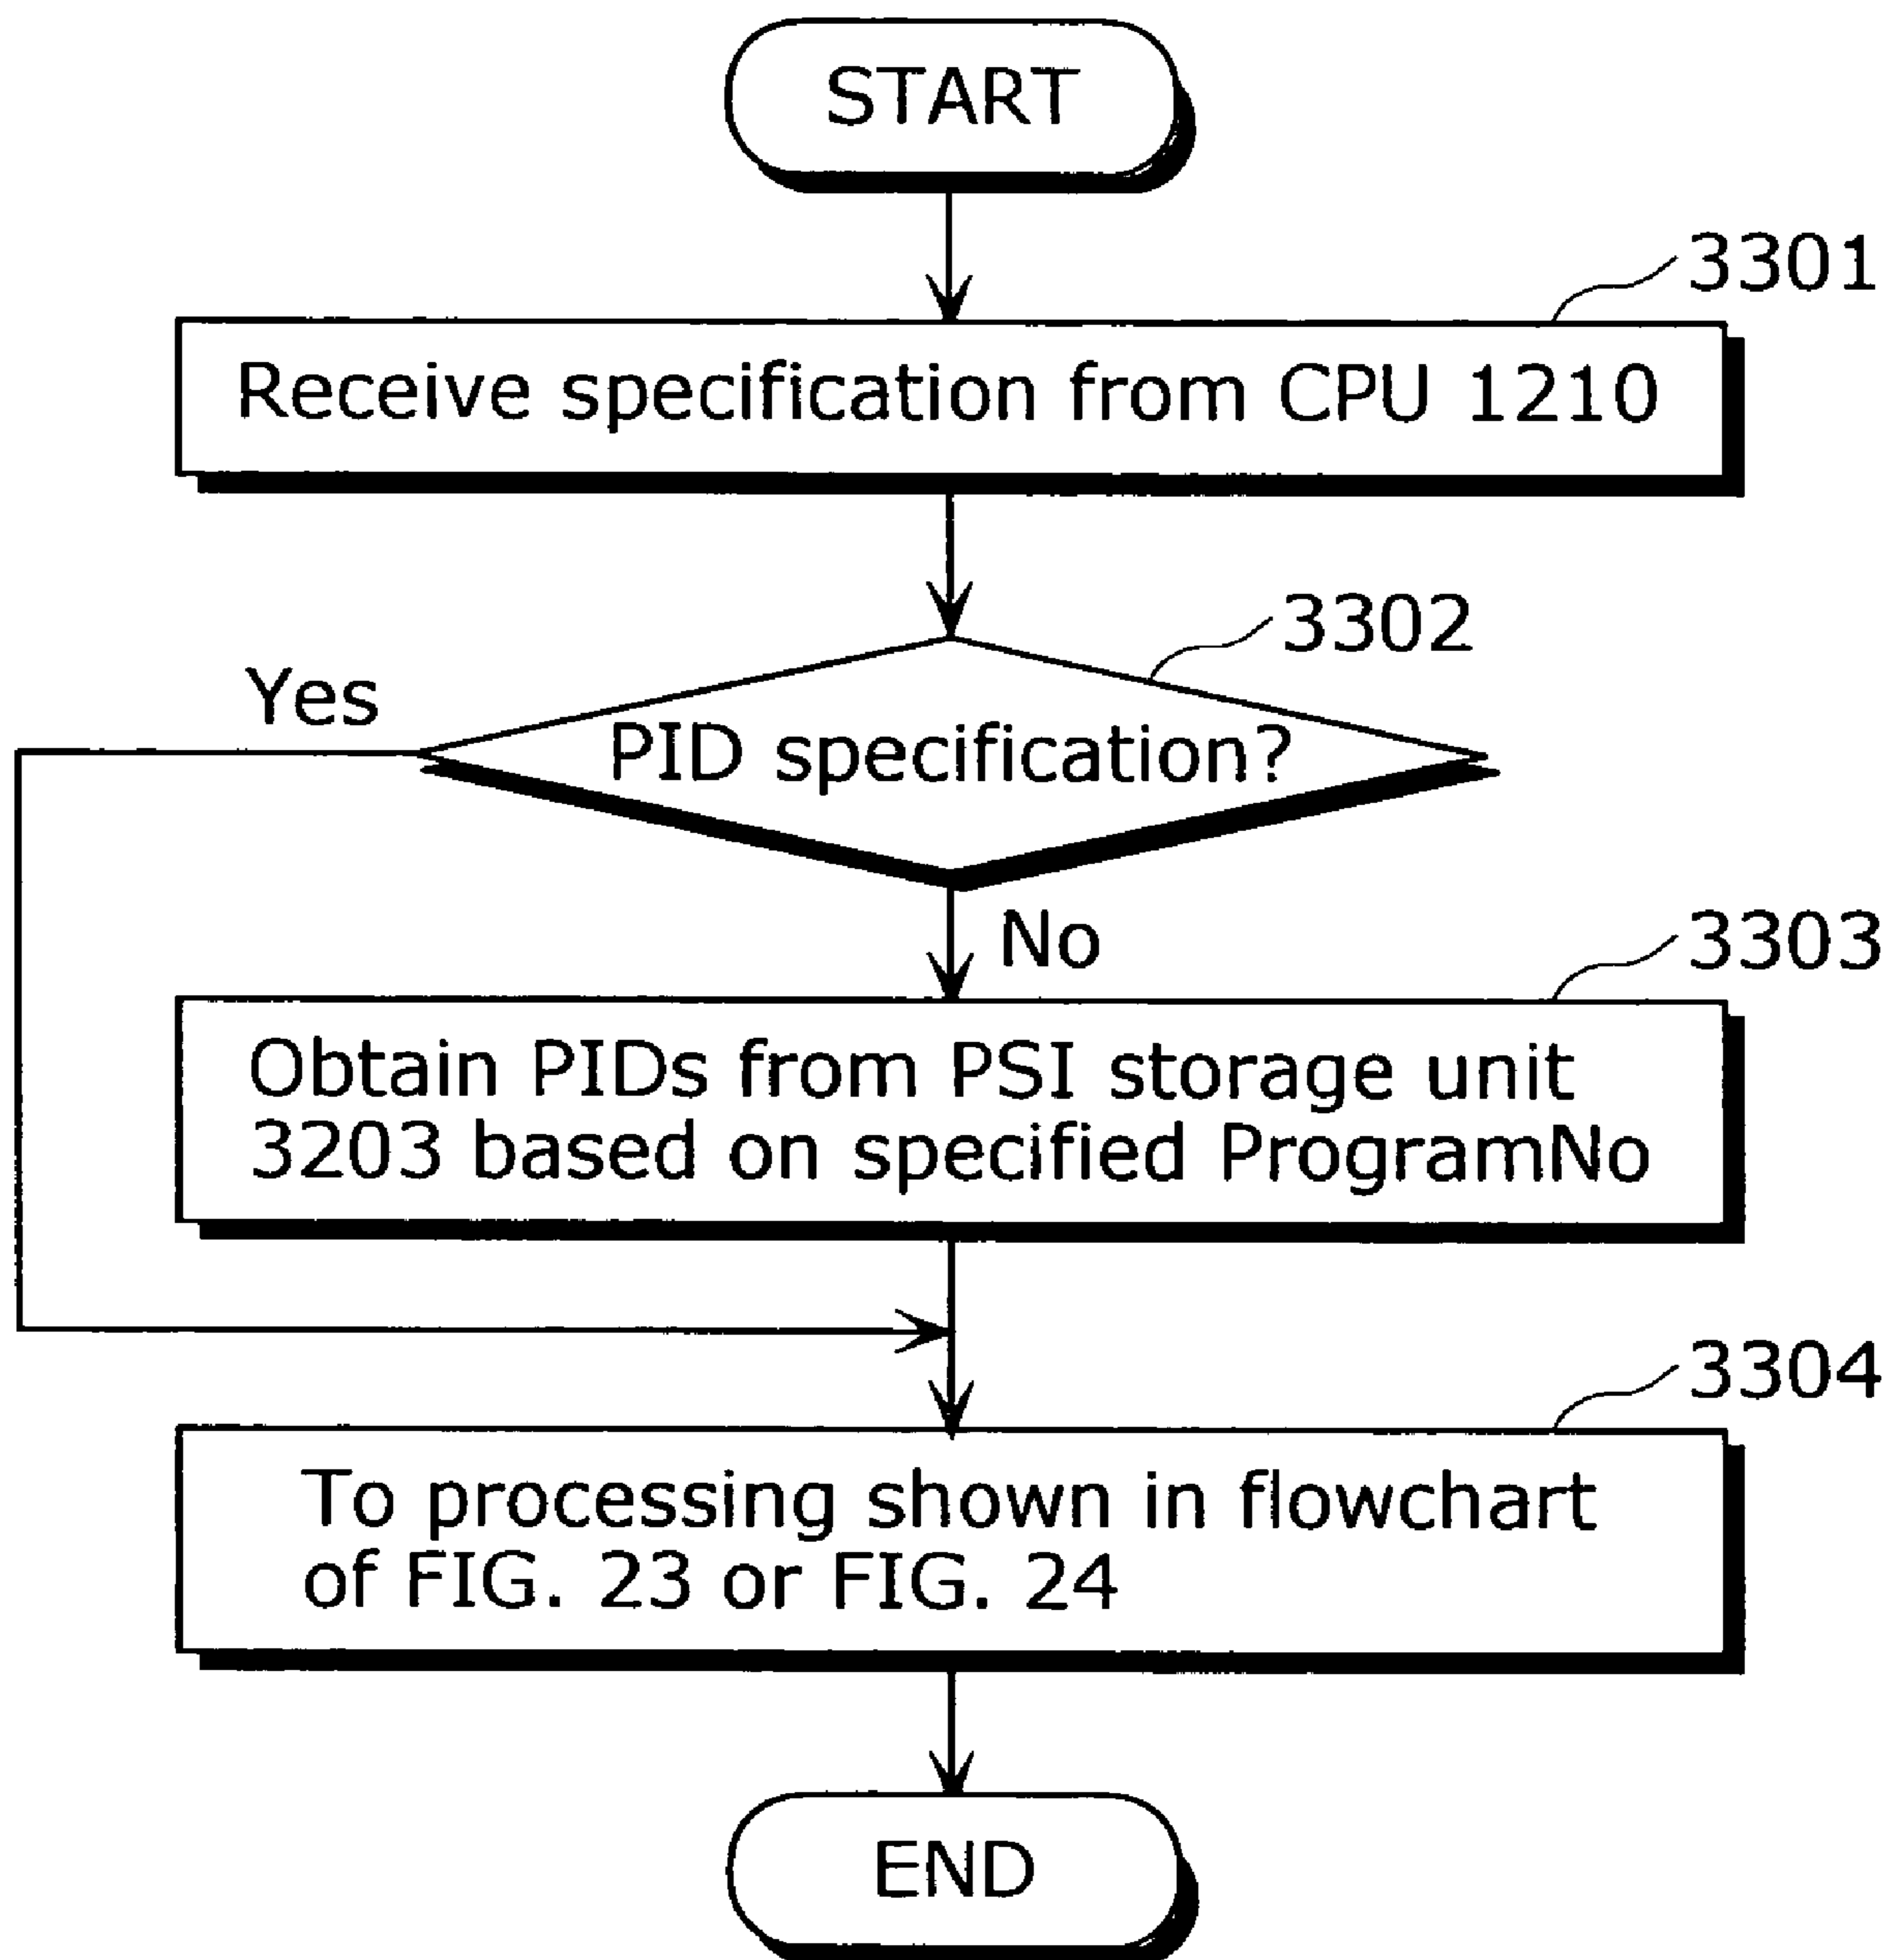 START
3301
Receive specification from CPU 1210
3302
Yes
PID specification?
No
3303
Obtain PIDs from PSI storage unit
3203 based on specified ProgramNo
3304
To processing shown in flowchart
of FIG. 23 or FIG. 24
END